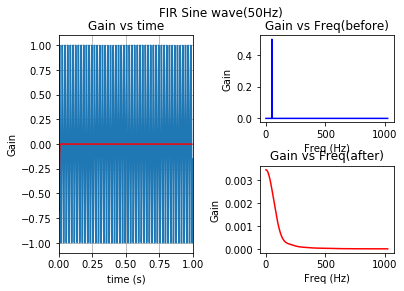 FIR Sine wave(50Hz)
Gain vs time
1.00
0.75
0.50
0.25
0.00
−0.25
−0.50
−0.75
−1.00
Gain
0.00 0.25 0.50 0.75 1.00
time (s)
Gain vs Freq(before)
0.4
0.2
0.0
Gain
0 500 1000
Freq (Hz)
Gain vs Freq(after)
0.003
0.002
0.001
0.000
Gain
0 500 1000
Freq (Hz)